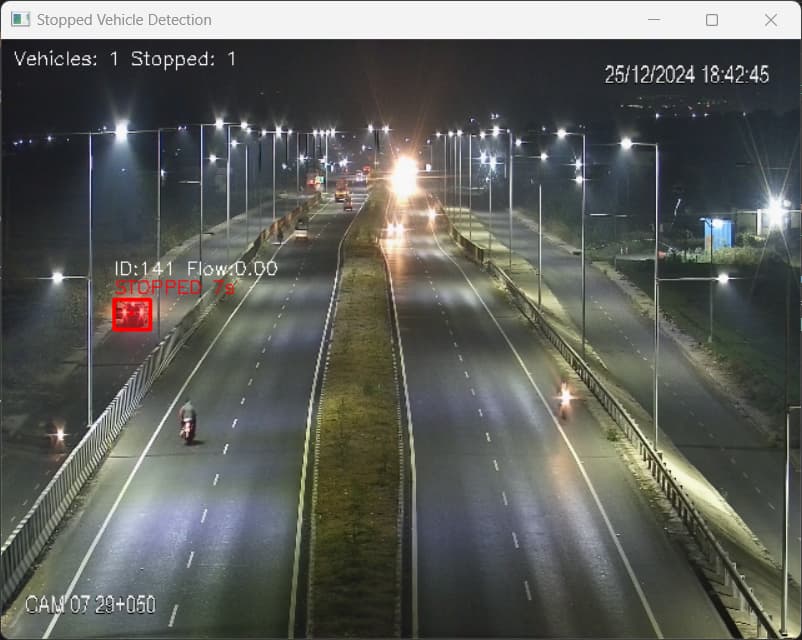 Stopped Vehicle Detection
Vehicles: 1 Stopped: 1
25/12/2024 18:42:45
ID:141 Flow:0.00
STOPPED 7s
CAM 07 29+050